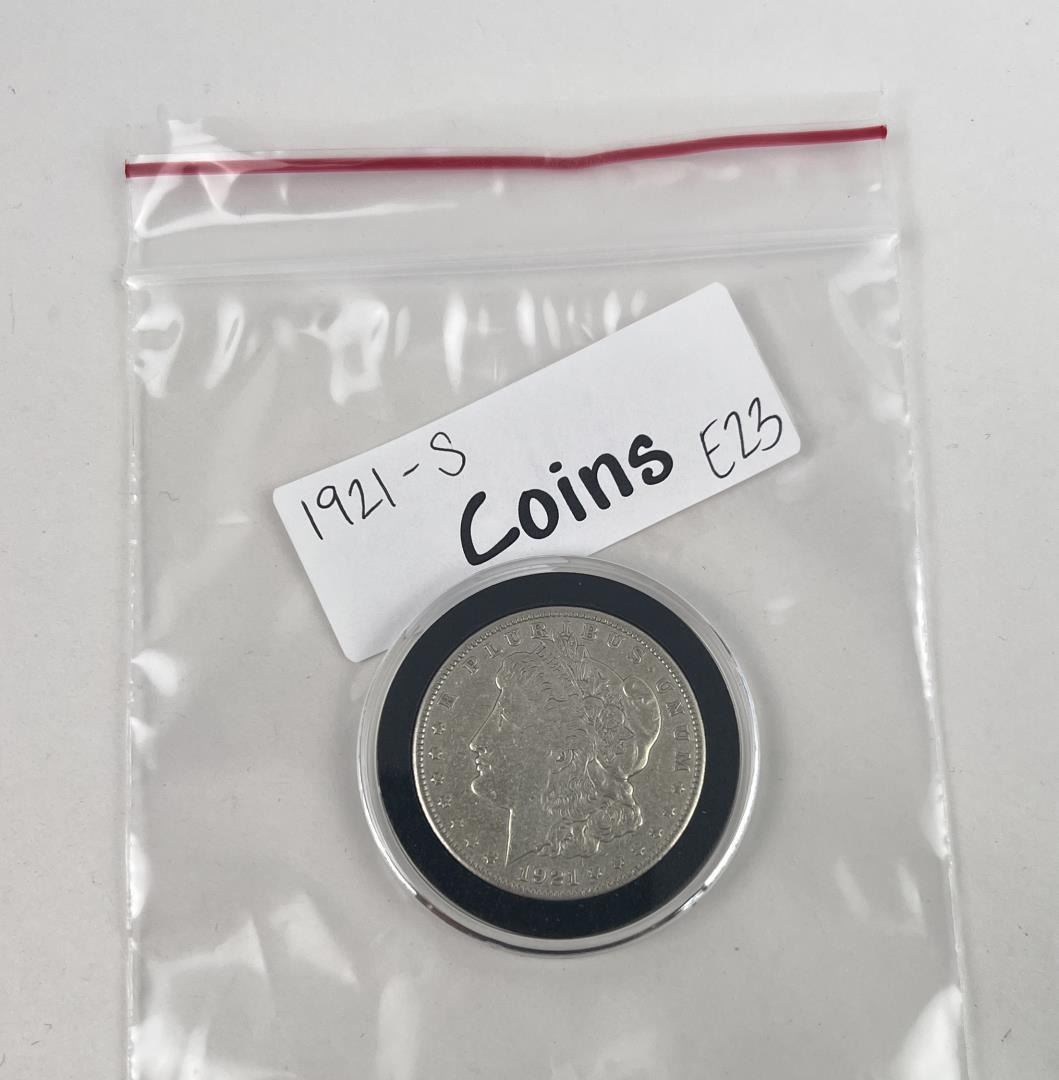 1921-S
Coins
E23
E PLURIBUS UNUM
1921